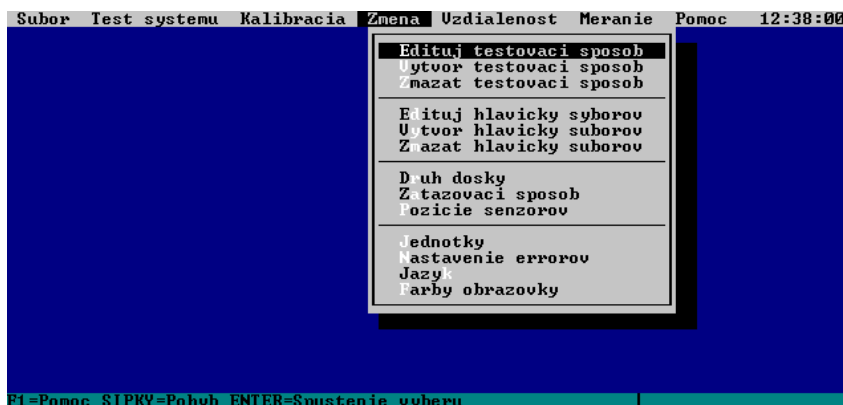 Subor Test systemu Kalibracia Zmena Vzdialenost Meranie Pomoc 12:38:00
Edituj testovaci sposob
Vytvor testovaci sposob
Zmazat testovaci sposob
Edituj hlavicky syborov
Vytvor hlavicky suborov
Zmazat hlavicky suborov
Druh dosky
Zatazovaci sposob
Pozicie senzorov
Jednotky
Nastavenie errorov
Jazyk
Farby obrazovky
F1=Pomoc SIPKY=Pohyb ENTER=Spustenie vyberu